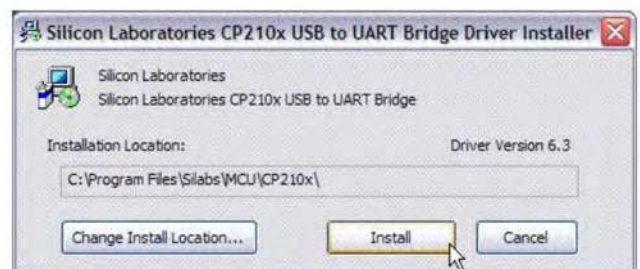 Silicon Laboratories CP210x USB to UART Bridge Driver Installer
Silicon Laboratories
Silicon Laboratories CP210x USB to UART Bridge
Installation Location: Driver Version 6.3
C:\Program Files\Silabs\MCU\CP210x\
Change Install Location... Install Cancel